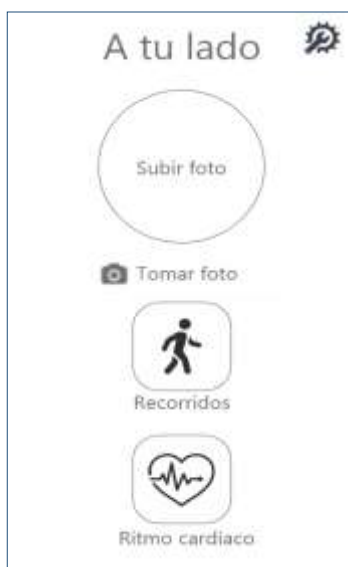 A tu lado
Subir foto
Tomar foto
Recorridos
Ritmo cardiaco